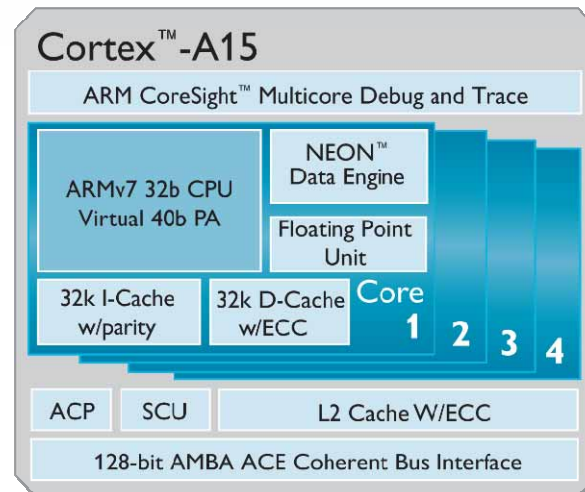 Cortex™-A15
ARM CoreSight™ Multicore Debug and Trace
ARMv7 32b CPU
Virtual 40b PA
NEON™
Data Engine
Floating Point
Unit
32k I-Cache
w/parity
32k D-Cache
w/ECC
Core
1
2
3
4
ACP
SCU
L2 Cache W/ECC
128-bit AMBA ACE Coherent Bus Interface